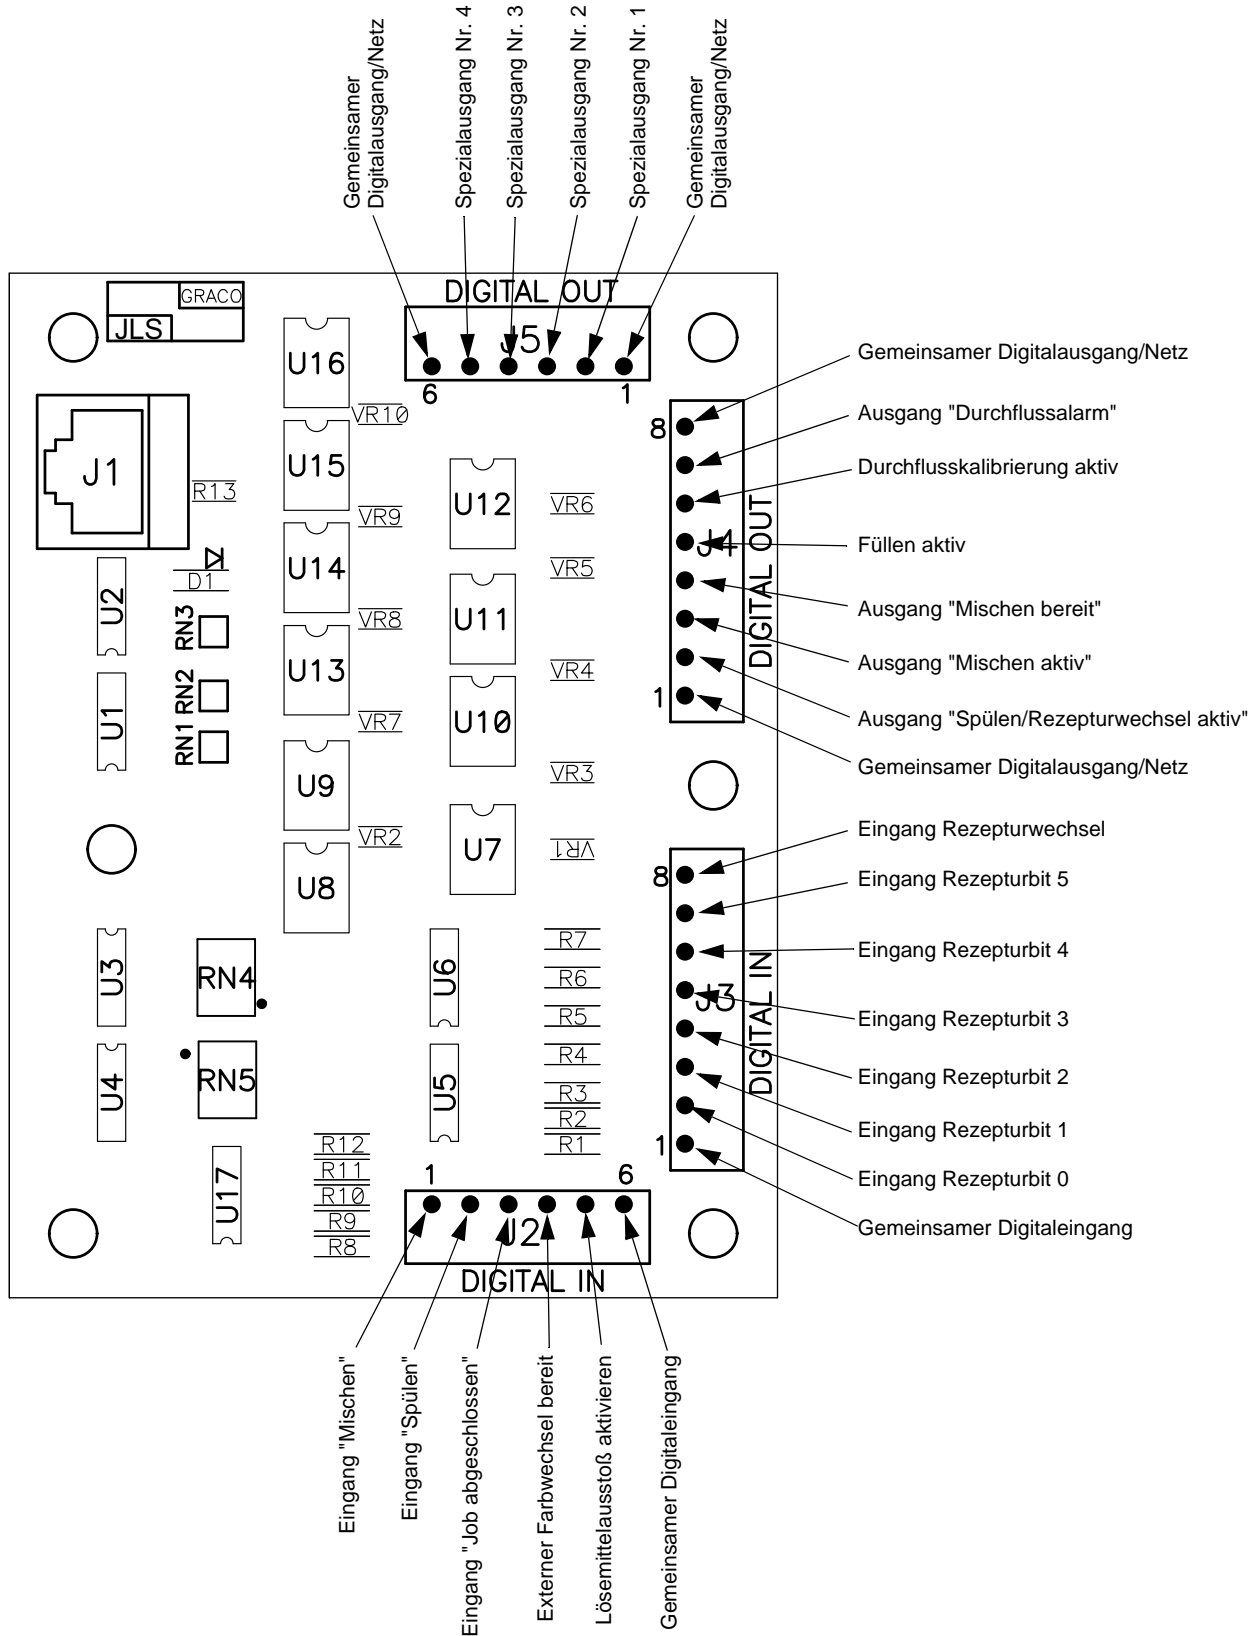 Gemeinsamer
Digitalausgang/Netz
Spezialausgang Nr. 4
Spezialausgang Nr. 3
Spezialausgang Nr. 2
Spezialausgang Nr. 1
Gemeinsamer
Digitalausgang/Netz
GRACO
JLS
DIGITAL OUT
J5
6
1
U16
VR10
J1
R13
U15
VR9
U12
VR6
U14
VR5
D1
U2
RN3
VR8
U11
U13
VR4
RN2
U1
VR7
U10
RN1
U9
VR3
VR2
U7
VR1
U8
8
J4
DIGITAL OUT
1
Gemeinsamer Digitalausgang/Netz
Ausgang "Durchflussalarm"
Durchflusskalibrierung aktiv
Füllen aktiv
Ausgang "Mischen bereit"
Ausgang "Mischen aktiv"
Ausgang "Spülen/Rezepturwechsel aktiv"
Gemeinsamer Digitalausgang/Netz
8
J3
DIGITAL IN
1
Eingang Rezepturwechsel
Eingang Rezepturbit 5
Eingang Rezepturbit 4
Eingang Rezepturbit 3
Eingang Rezepturbit 2
Eingang Rezepturbit 1
Eingang Rezepturbit 0
Gemeinsamer Digitaleingang
U3
RN4
U6
R7
R6
R5
U4
RN5
U5
R4
R3
R2
R1
R12
R11
R10
R9
R8
U17
1
6
J2
DIGITAL IN
Eingang "Mischen"
Eingang "Spülen"
Eingang "Job abgeschlossen"
Externer Farbwechsel bereit
Lösemittelausstoß aktivieren
Gemeinsamer Digitaleingang